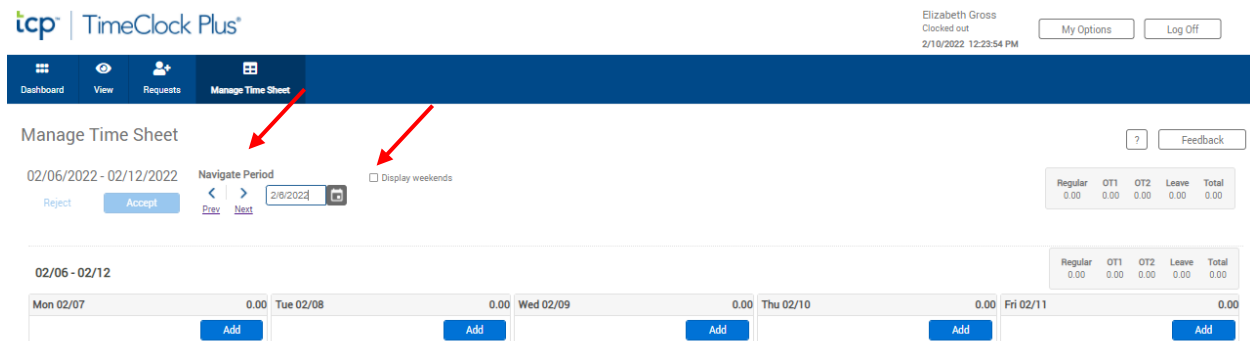 tcp™ | TimeClock Plus®
Elizabeth Gross
Clocked out
2/10/2022 12:23:54 PM
My Options
Log Off
Dashboard
View
Requests
Manage Time Sheet
Manage Time Sheet
?
Feedback
02/06/2022 - 02/12/2022
Navigate Period
Display weekends
Reject
Accept
Prev
Next
2/6/2022
Regular OT1 OT2 Leave Total
0.00 0.00 0.00 0.00 0.00
02/06 - 02/12
Regular OT1 OT2 Leave Total
0.00 0.00 0.00 0.00 0.00
Mon 02/07 0.00 Tue 02/08 0.00 Wed 02/09 0.00 Thu 02/10 0.00 Fri 02/11 0.00
Add Add Add Add Add